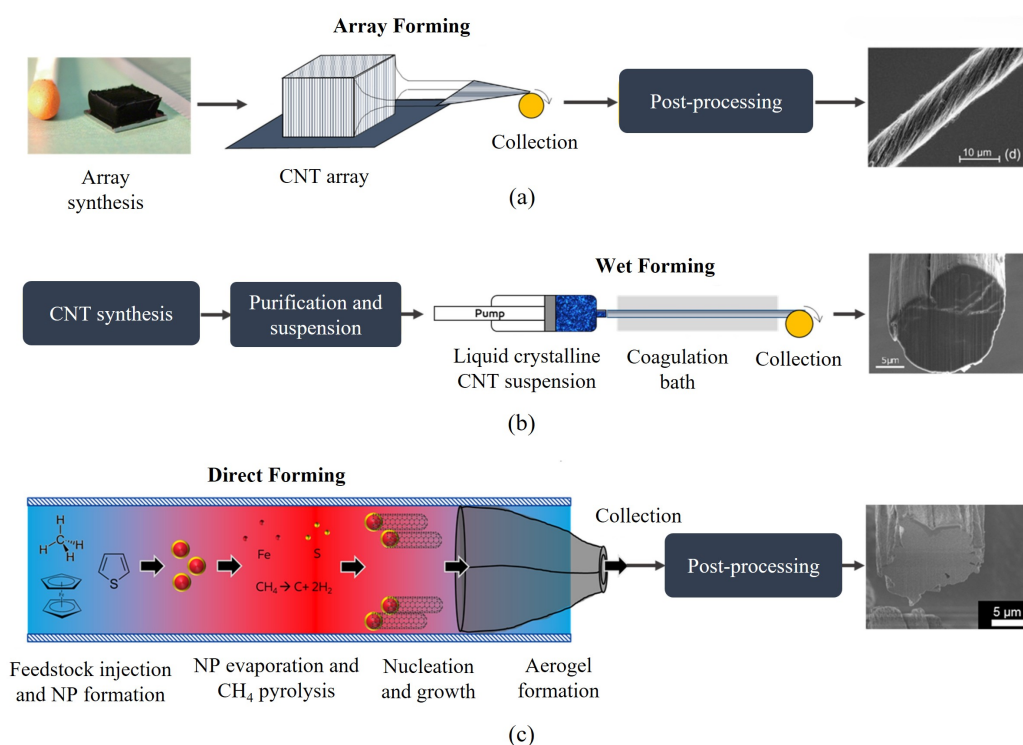 Array Forming
Array
synthesis
CNT array
Collection
Post-processing
10 μm
(d)
(a)
Wet Forming
CNT synthesis
Purification and
suspension
Pump
Liquid crystalline
CNT suspension
Coagulation
bath
Collection
5μm
(b)
Direct Forming
H
H
C
H
H
S
Fe
S
CH₄ → C+ 2H₂
Collection
Post-processing
5 μm
Feedstock injection
and NP formation
NP evaporation and
CH₄ pyrolysis
Nucleation
and growth
Aerogel
formation
(c)